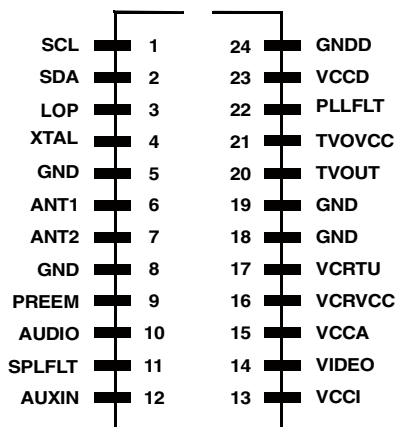 SCL 1 24 GNDD
SDA 2 23 VCCD
LOP 3 22 PLLFLT
XTAL 4 21 TVOVCC
GND 5 20 TVOUT
ANT1 6 19 GND
ANT2 7 18 GND
GND 8 17 VCRTU
PREEM 9 16 VCRVCC
AUDIO 10 15 VCCA
SPLFLT 11 14 VIDEO
AUXIN 12 13 VCCI